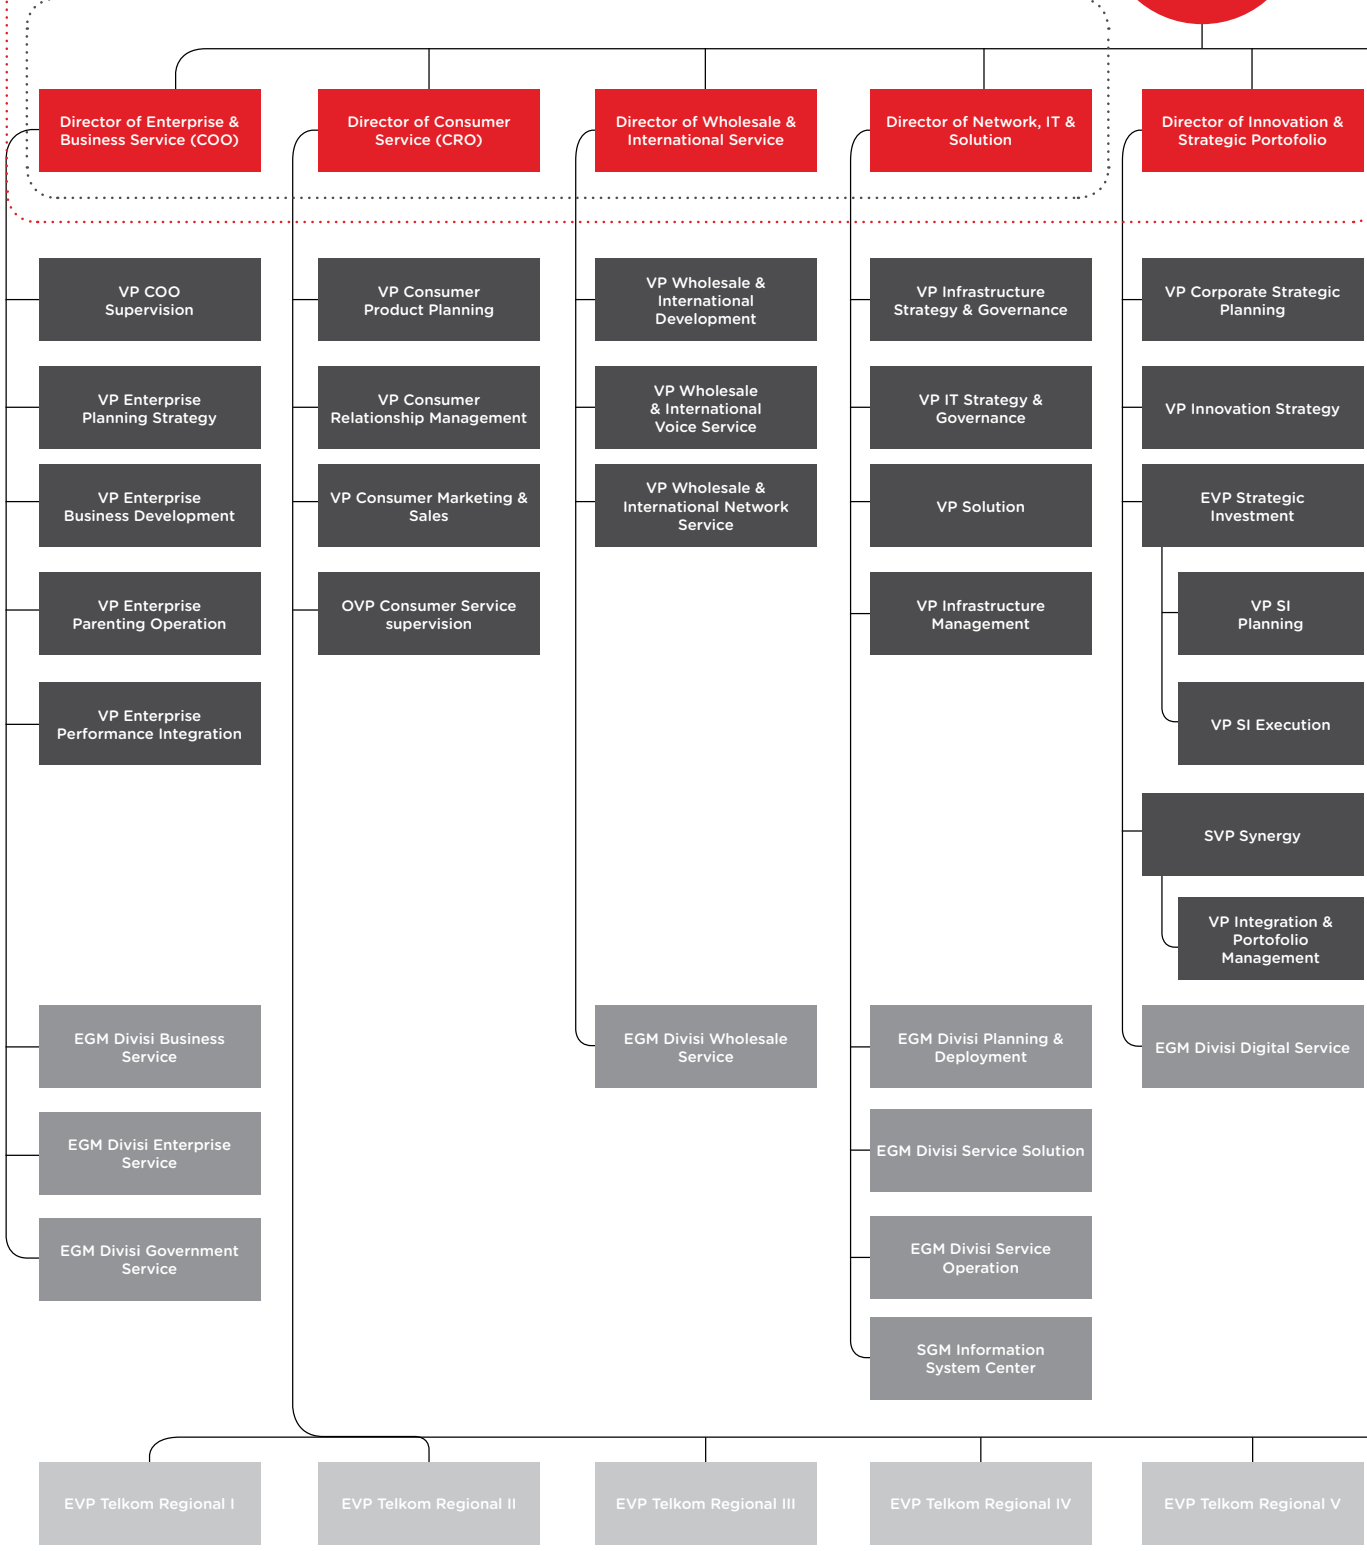 Director of Enterprise &
Business Service (COO)
Director of Consumer
Service (CRO)
Director of Wholesale &
International Service
Director of Network, IT &
Solution
Director of Innovation &
Strategic Portofolio
VP COO
Supervision
VP Enterprise
Planning Strategy
VP Enterprise
Business Development
VP Enterprise
Parenting Operation
VP Enterprise
Performance Integration
EGM Divisi Business
Service
EGM Divisi Enterprise
Service
EGM Divisi Government
Service
VP Consumer
Product Planning
VP Consumer
Relationship Management
VP Consumer Marketing &
Sales
OVP Consumer Service
supervision
VP Wholesale &
International
Development
VP Wholesale
& International
Voice Service
VP Wholesale &
International Network
Service
EGM Divisi Wholesale
Service
VP Infrastructure
Strategy & Governance
VP IT Strategy &
Governance
VP Solution
VP Infrastructure
Management
EGM Divisi Planning &
Deployment
EGM Divisi Service Solution
EGM Divisi Service
Operation
SGM Information
System Center
VP Corporate Strategic
Planning
VP Innovation Strategy
EVP Strategic
Investment
VP SI
Planning
VP SI Execution
SVP Synergy
VP Integration &
Portofolio
Management
EGM Divisi Digital Service
EVP Telkom Regional I
EVP Telkom Regional II
EVP Telkom Regional III
EVP Telkom Regional IV
EVP Telkom Regional V